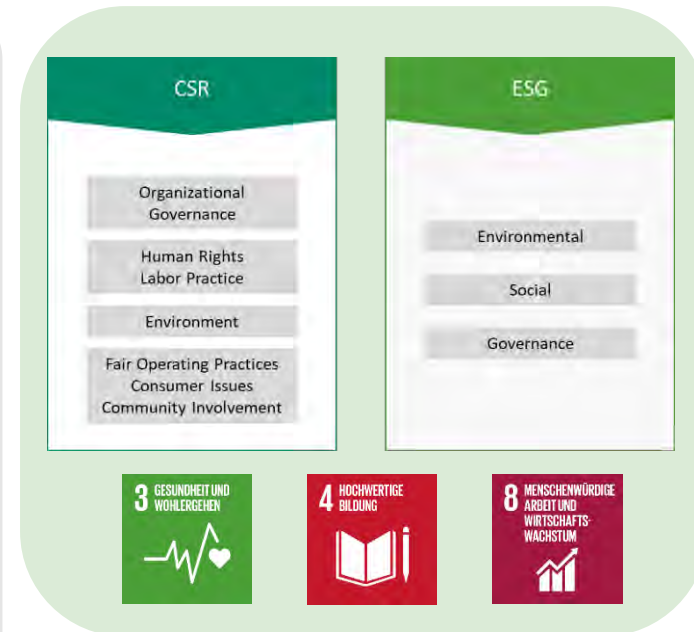 CSR
Organizational
Governance
Human Rights
Labor Practice
Environment
Fair Operating Practices
Consumer Issues
Community Involvement
ESG
Environmental
Social
Governance
3 GESUNDHEIT UND
WOHLERGEHEN
4 HOCHWERTIGE
BILDUNG
8 MENSCHENWÜRDIGE
ARBEIT UND
WIRTSCHAFTS-
WACHSTUM